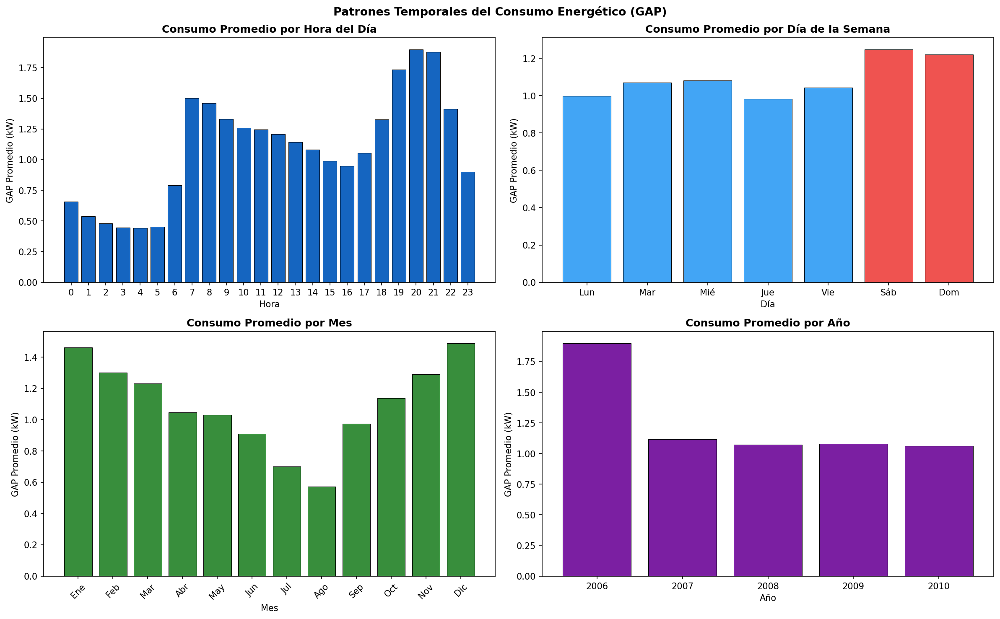 Patrones Temporales del Consumo Energético (GAP)
Consumo Promedio por Hora del Día
GAP Promedio (kW)
1.75
1.50
1.25
1.00
0.75
0.50
0.25
0.00
0 1 2 3 4 5 6 7 8 9 10 11 12 13 14 15 16 17 18 19 20 21 22 23
Hora
Consumo Promedio por Día de la Semana
GAP Promedio (kW)
1.2
1.0
0.8
0.6
0.4
0.2
0.0
Lun Mar Mié Jue Vie Sáb Dom
Día
Consumo Promedio por Mes
GAP Promedio (kW)
1.4
1.2
1.0
0.8
0.6
0.4
0.2
0.0
Ene Feb Mar Abr May Jun Jul Ago Sep Oct Nov Dic
Mes
Consumo Promedio por Año
GAP Promedio (kW)
1.75
1.50
1.25
1.00
0.75
0.50
0.25
0.00
2006 2007 2008 2009 2010
Año